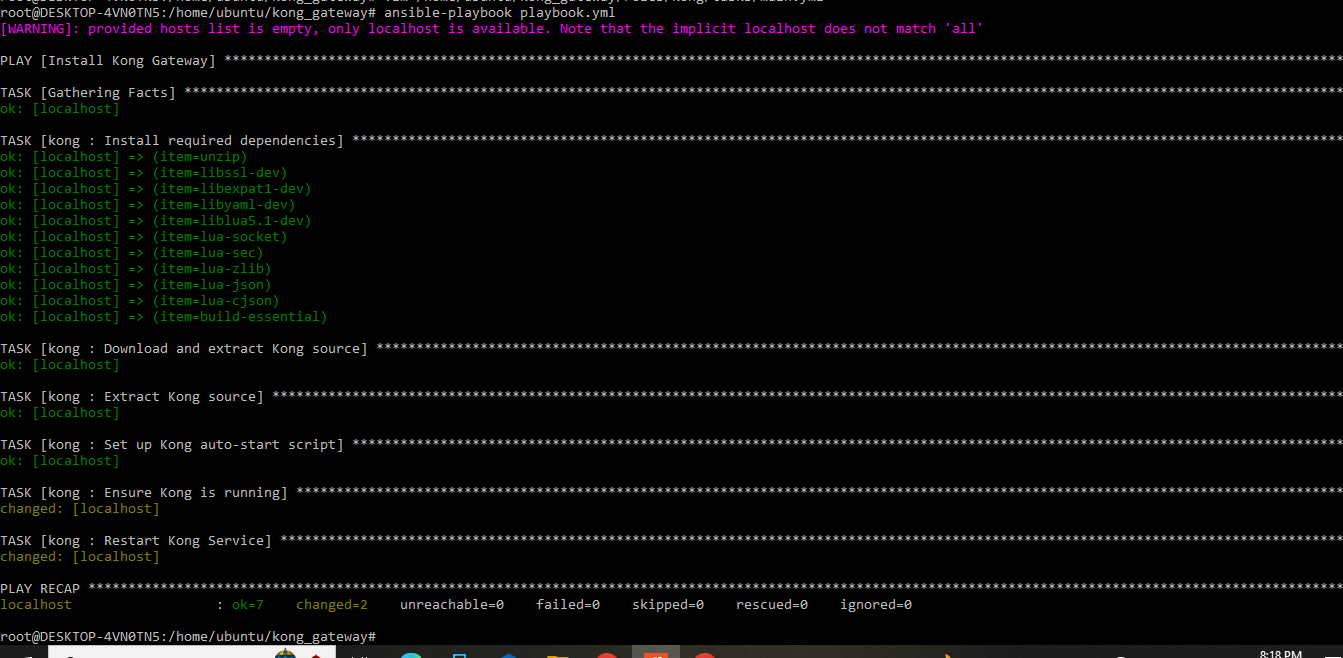 root@DESKTOP-4VN0TN5:/home/ubuntu/kong_gateway# ansible-playbook playbook.yml
[WARNING]: provided hosts list is empty, only localhost is available. Note that the implicit localhost does not match 'all'
PLAY [Install Kong Gateway] ********************************************************************************************************************************************
TASK [Gathering Facts] *************************************************************************************************************************************************
ok: [localhost]
TASK [kong : Install required dependencies] ****************************************************************************************************************************
ok: [localhost] => (item=unzip)
ok: [localhost] => (item=libssl-dev)
ok: [localhost] => (item=libexpat1-dev)
ok: [localhost] => (item=libyaml-dev)
ok: [localhost] => (item=liblua5.1-dev)
ok: [localhost] => (item=lua-socket)
ok: [localhost] => (item=lua-sec)
ok: [localhost] => (item=lua-zlib)
ok: [localhost] => (item=lua-json)
ok: [localhost] => (item=lua-cjson)
ok: [localhost] => (item=build-essential)
TASK [kong : Download and extract Kong source] *************************************************************************************************************************
ok: [localhost]
TASK [kong : Extract Kong source] **************************************************************************************************************************************
ok: [localhost]
TASK [kong : Set up Kong auto-start script] ****************************************************************************************************************************
ok: [localhost]
TASK [kong : Ensure Kong is running] ***********************************************************************************************************************************
changed: [localhost]
TASK [kong : Restart Kong Service] *************************************************************************************************************************************
changed: [localhost]
PLAY RECAP *************************************************************************************************************************************************************
localhost                  : ok=7    changed=2    unreachable=0    failed=0    skipped=0    rescued=0    ignored=0
root@DESKTOP-4VN0TN5:/home/ubuntu/kong_gateway#
8:18 PM